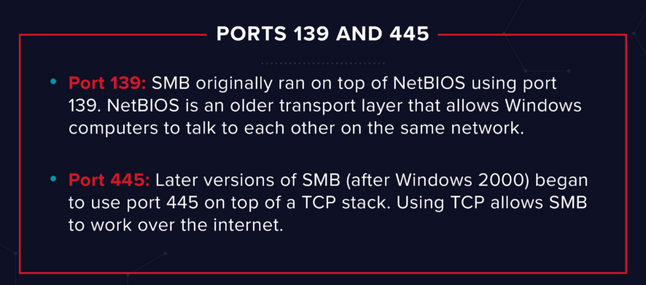 PORTS 139 AND 445
• Port 139: SMB originally ran on top of NetBIOS using port
139. NetBIOS is an older transport layer that allows Windows
computers to talk to each other on the same network.
• Port 445: Later versions of SMB (after Windows 2000) began
to use port 445 on top of a TCP stack. Using TCP allows SMB
to work over the internet.